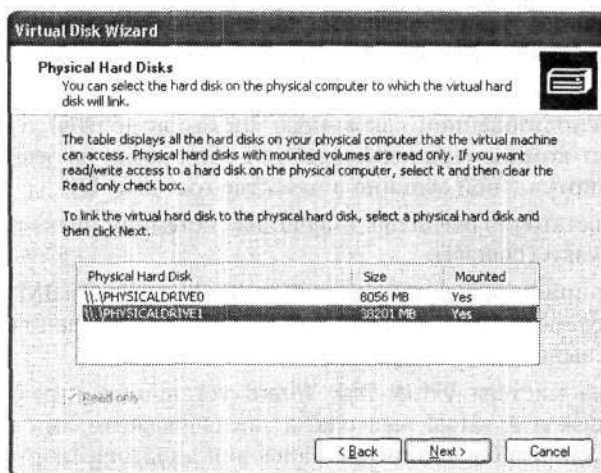 Virtual Disk Wizard
Physical Hard Disks
You can select the hard disk on the physical computer to which the virtual hard
disk will link.
The table displays all the hard disks on your physical computer that the virtual machine
can access. Physical hard disks with mounted volumes are read only. If you want
read/write access to a hard disk on the physical computer, select it and then clear the
Read only check box.
To link the virtual hard disk to the physical hard disk, select a physical hard disk and
then click Next.
Physical Hard Disk Size Mounted
\\.\PHYSICALDRIVE0 8056 MB Yes
\\.\PHYSICALDRIVE1 38201 MB Yes
Read only
< Back Next > Cancel